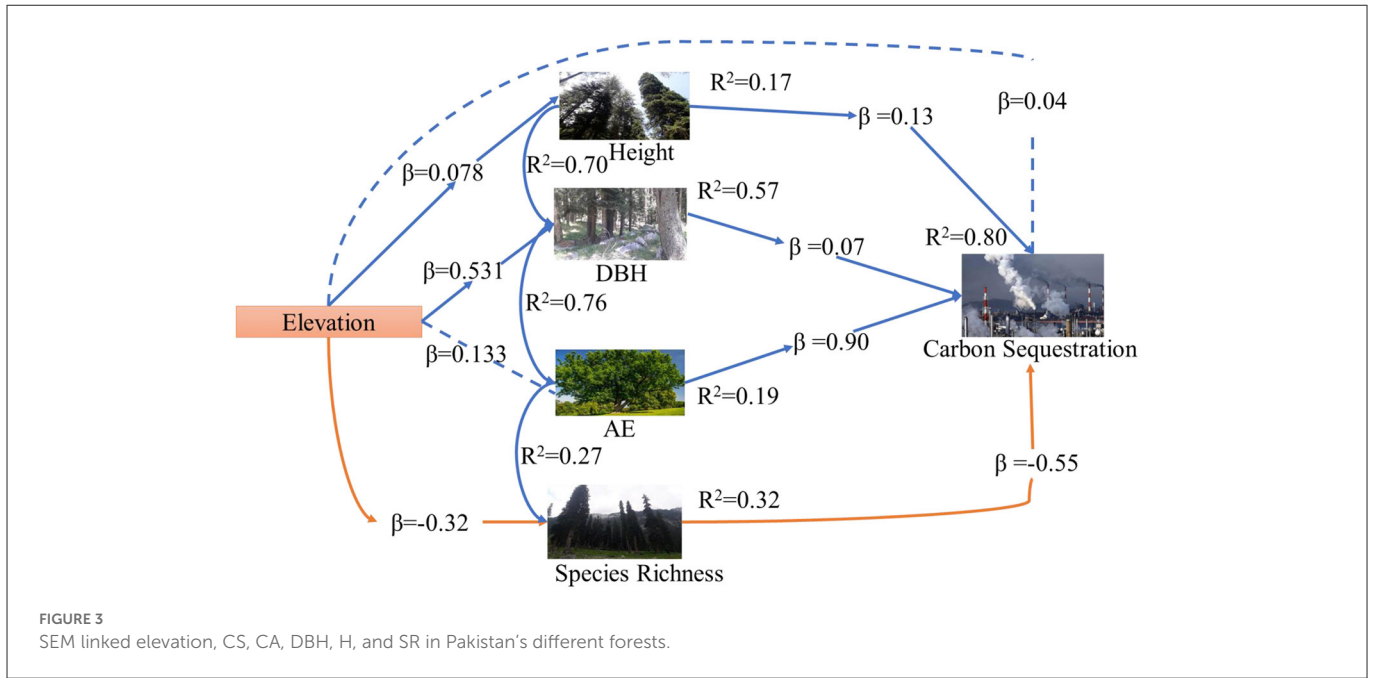 R²=0.17
β=0.04
β =0.13
Height
β=0.078
R²=0.70
R²=0.57
R²=0.80
β =0.07
β=0.531
DBH
R²=0.76
Elevation
β=0.133
β =0.90
Carbon Sequestration
R²=0.19
AE
R²=0.27
β =-0.55
R²=0.32
β=-0.32
Species Richness
FIGURE 3
SEM linked elevation, CS, CA, DBH, H, and SR in Pakistan's different forests.